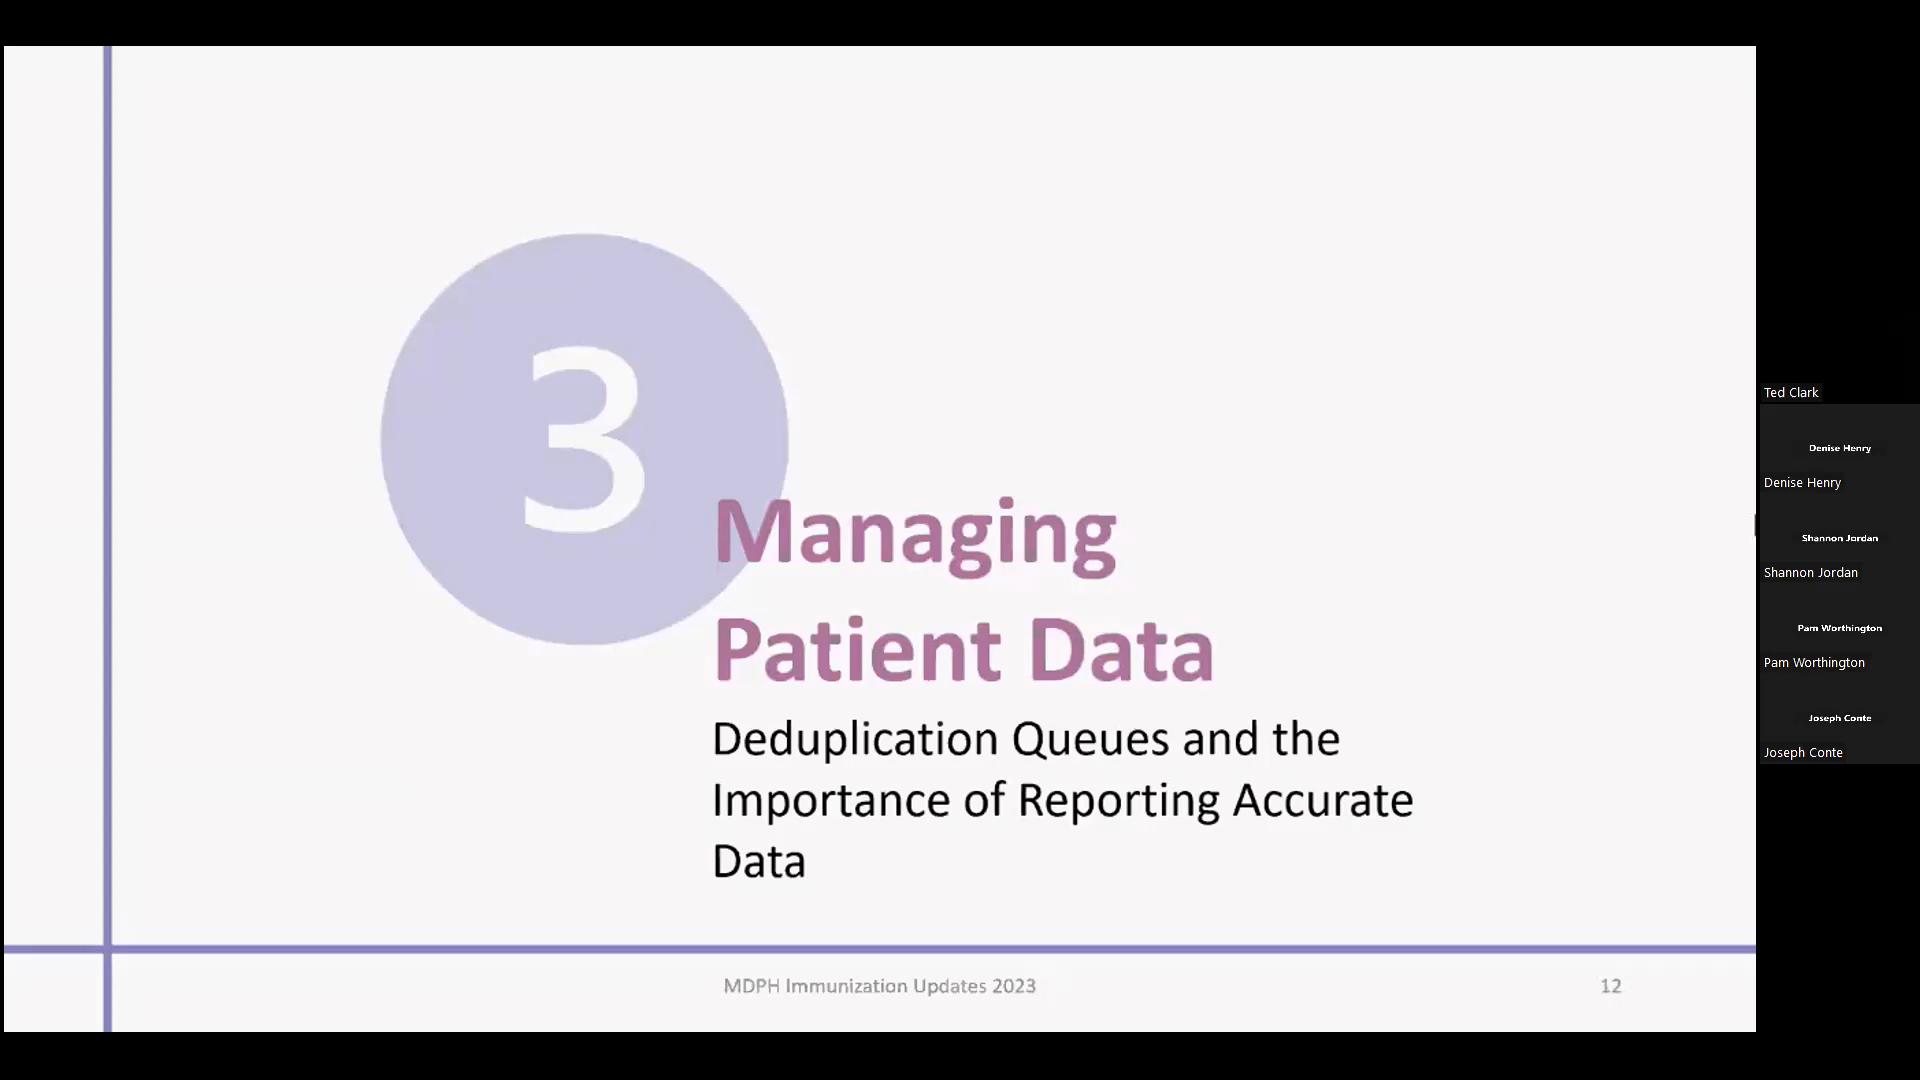 3
Managing
Patient Data
Deduplication Queues and the
Importance of Reporting Accurate
Data
MDPH Immunization Updates 2023
12
Ted Clark
Denise Henry
Denise Henry
Shannon Jordan
Shannon Jordan
Pam Worthington
Pam Worthington
Joseph Conte
Joseph Conte